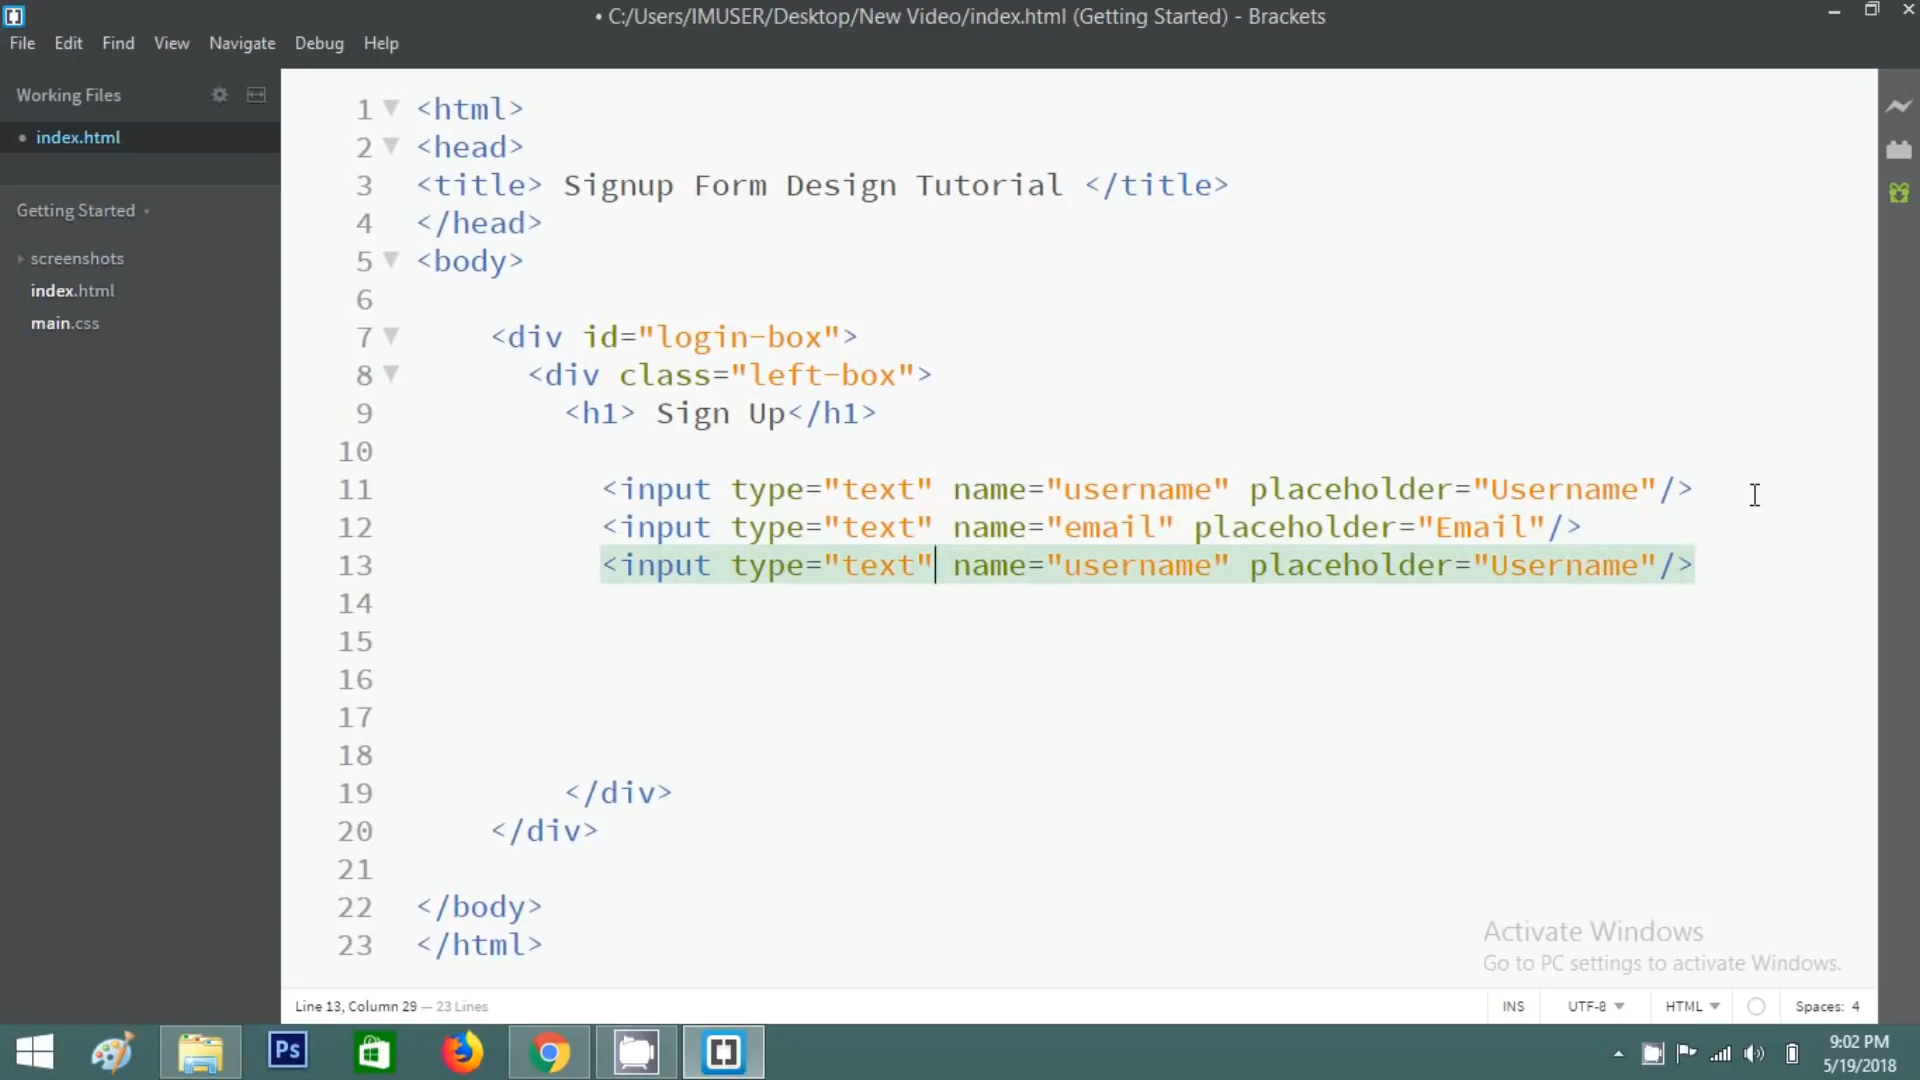 • C:/Users/IMUSER/Desktop/New Video/index.html (Getting Started) - Brackets
File Edit Find View Navigate Debug Help
Working Files
• index.html
Getting Started
screenshots
index.html
main.css
1 <html>
2 <head>
3 <title> Signup Form Design Tutorial </title>
4 </head>
5 <body>
6
7 <div id="login-box">
8 <div class="left-box">
9 <h1> Sign Up</h1>
10
11 <input type="text" name="username" placeholder="Username"/>
12 <input type="text" name="email" placeholder="Email"/>
13 <input type="text" name="username" placeholder="Username"/>
14
15
16
17
18
19 </div>
20 </div>
21
22 </body>
23 </html>
Activate Windows
Go to PC settings to activate Windows.
Line 13, Column 29 — 23 Lines
INS UTF-8 HTML Spaces: 4
Ps
9:02 PM
5/19/2018